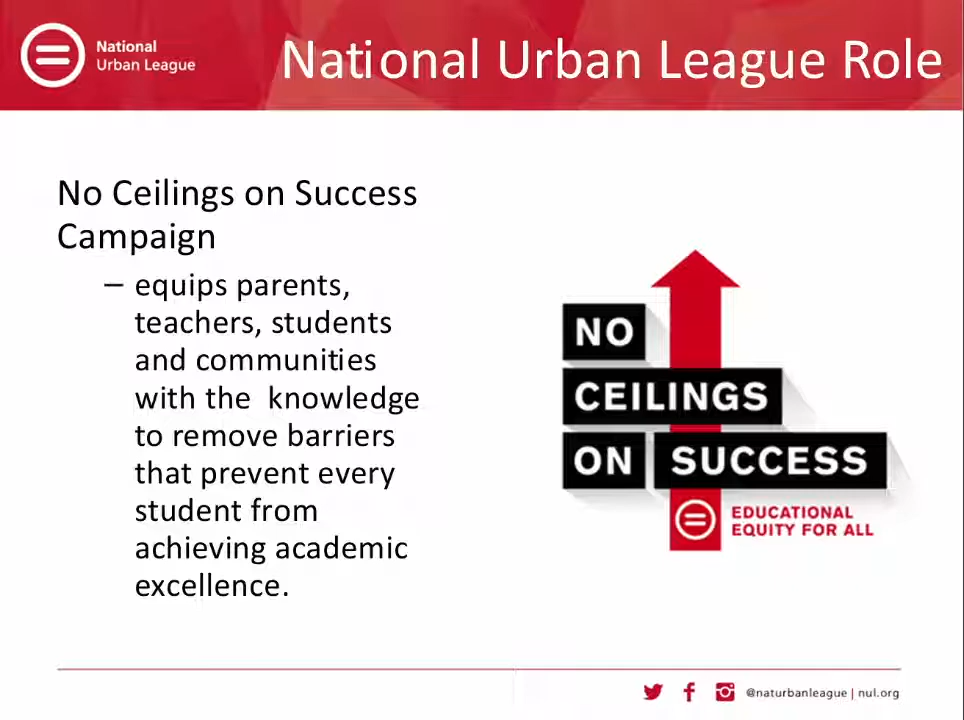 National
Urban League
National Urban League Role
No Ceilings on Success
Campaign
– equips parents,
teachers, students
and communities
with the  knowledge
to remove barriers
that prevent every
student from
achieving academic
excellence.
NO
CEILINGS
ON SUCCESS
EDUCATIONAL
EQUITY FOR ALL
@naturbanleague | nul.org